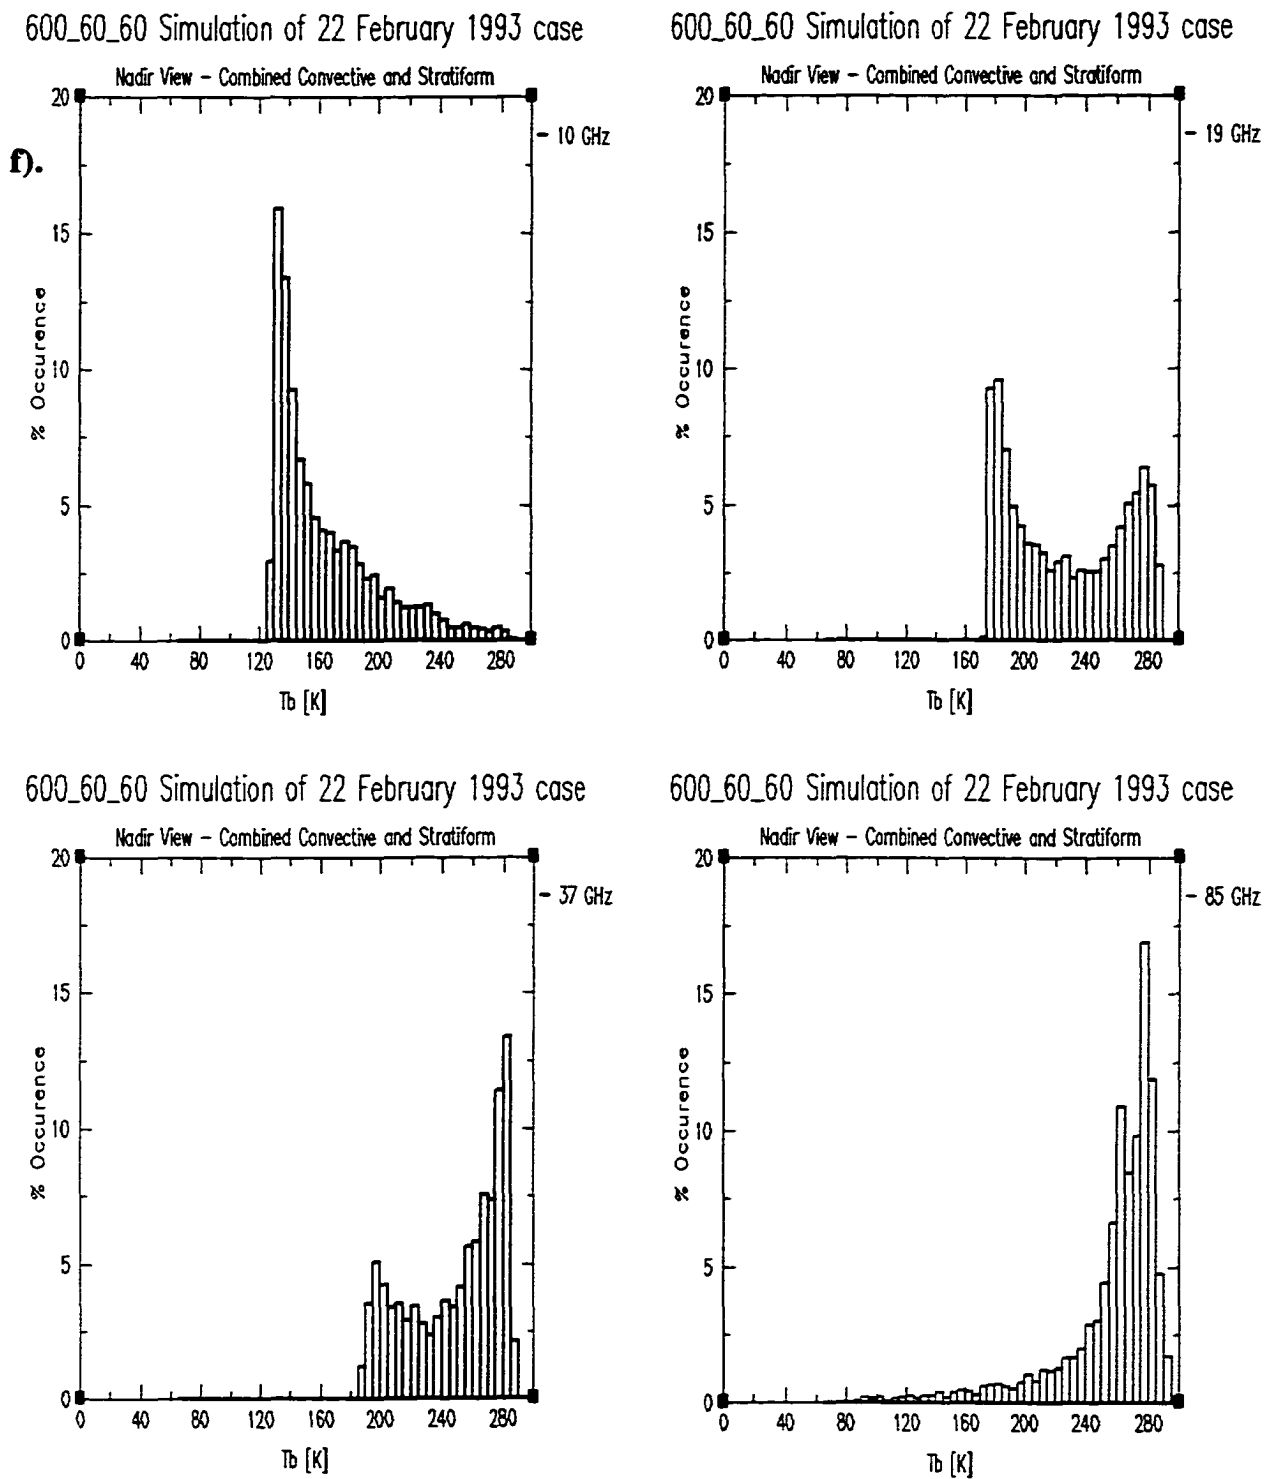 600_60_60 Simulation of 22 February 1993 case
Nadir View – Combined Convective and Stratiform
f).
20
15
10
5
0
% Occurence
0 40 80 120 160 200 240 280
Tb [K]
– 10 GHz
600_60_60 Simulation of 22 February 1993 case
Nadir View – Combined Convective and Stratiform
20
15
10
5
0
% Occurence
0 40 80 120 160 200 240 280
Tb [K]
– 19 GHz
600_60_60 Simulation of 22 February 1993 case
Nadir View – Combined Convective and Stratiform
20
15
10
5
0
% Occurence
0 40 80 120 160 200 240 280
Tb [K]
– 37 GHz
600_60_60 Simulation of 22 February 1993 case
Nadir View – Combined Convective and Stratiform
20
15
10
5
0
% Occurence
0 40 80 120 160 200 240 280
Tb [K]
– 85 GHz